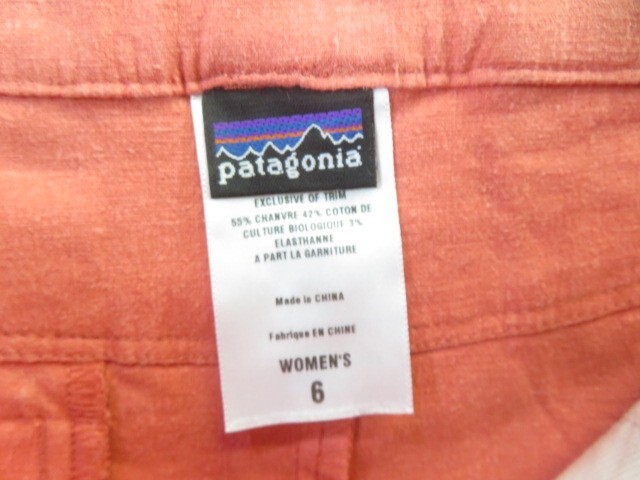 patagonia
EXCLUSIVE OF TRIM
55% CHANVRE 42% COTON DE
CULTURE BIOLOGIQUE 3%
ELASTHANNE
A PART LA GARNITURE
Made in CHINA
Fabrique EN CHINE
WOMEN'S
6